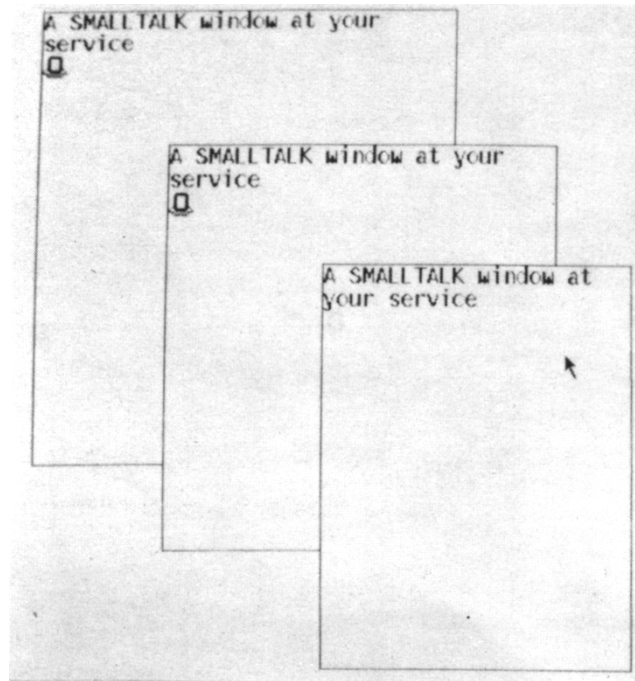 A SMALLTALK window at your
service
A SMALLTALK window at your
service
A SMALLTALK window at
your service